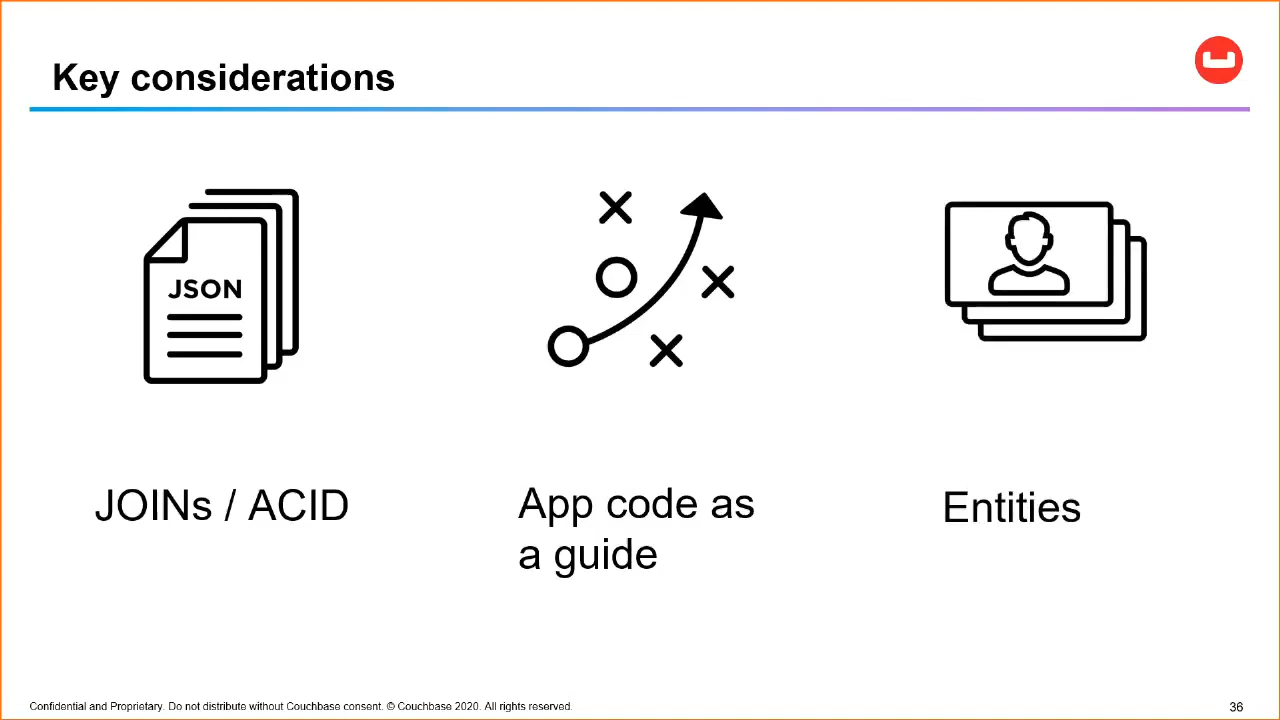 Key considerations
JSON
JOINs / ACID
App code as
a guide
Entities
Confidential and Proprietary. Do not distribute without Couchbase consent. © Couchbase 2020. All rights reserved.
36